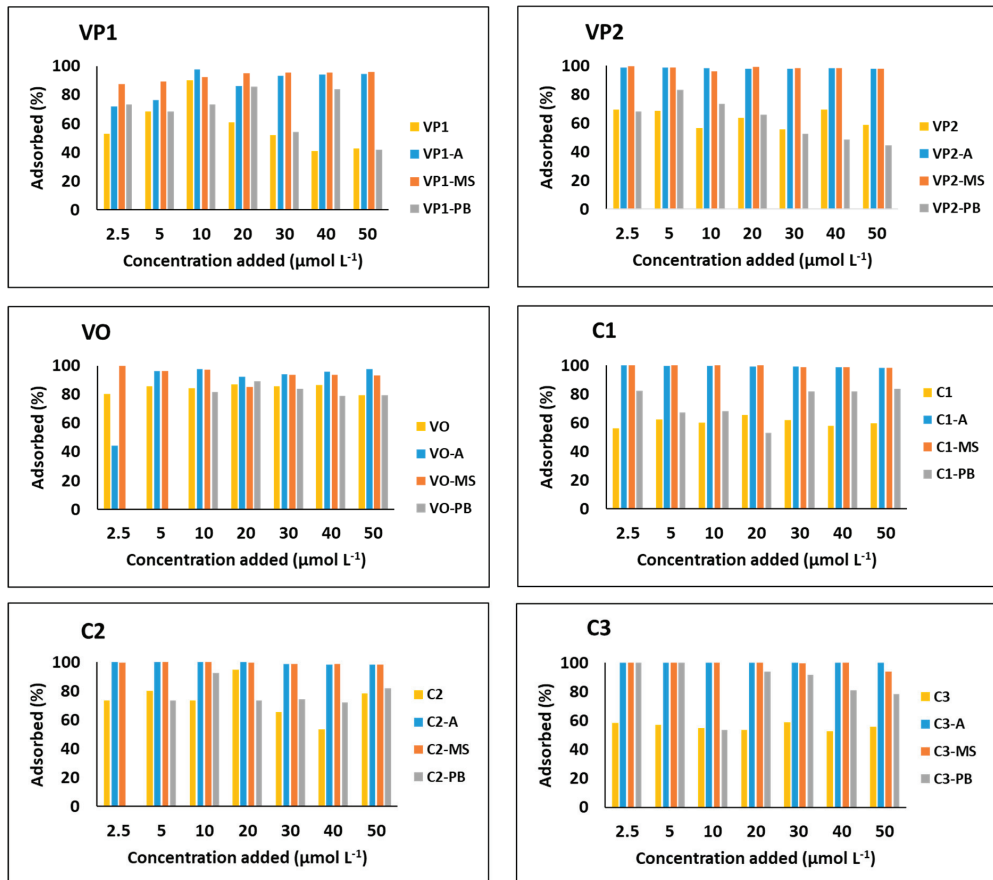 VP1
Adsorbed (%)
100
80
60
40
20
0
2.5 5 10 20 30 40 50
Concentration added (µmol L⁻¹)
VP1
VP1-A
VP1-MS
VP1-PB
VP2
Adsorbed (%)
100
80
60
40
20
0
2.5 5 10 20 30 40 50
Concentration added (µmol L⁻¹)
VP2
VP2-A
VP2-MS
VP2-PB
VO
Adsorbed (%)
100
80
60
40
20
0
2.5 5 10 20 30 40 50
Concentration added (µmol L⁻¹)
VO
VO-A
VO-MS
VO-PB
C1
Adsorbed (%)
100
80
60
40
20
0
2.5 5 10 20 30 40 50
Concentration added (µmol L⁻¹)
C1
C1-A
C1-MS
C1-PB
C2
Adsorbed (%)
100
80
60
40
20
0
2.5 5 10 20 30 40 50
Concentration added (µmol L⁻¹)
C2
C2-A
C2-MS
C2-PB
C3
Adsorbed (%)
100
80
60
40
20
0
2.5 5 10 20 30 40 50
Concentration added (µmol L⁻¹)
C3
C3-A
C3-MS
C3-PB